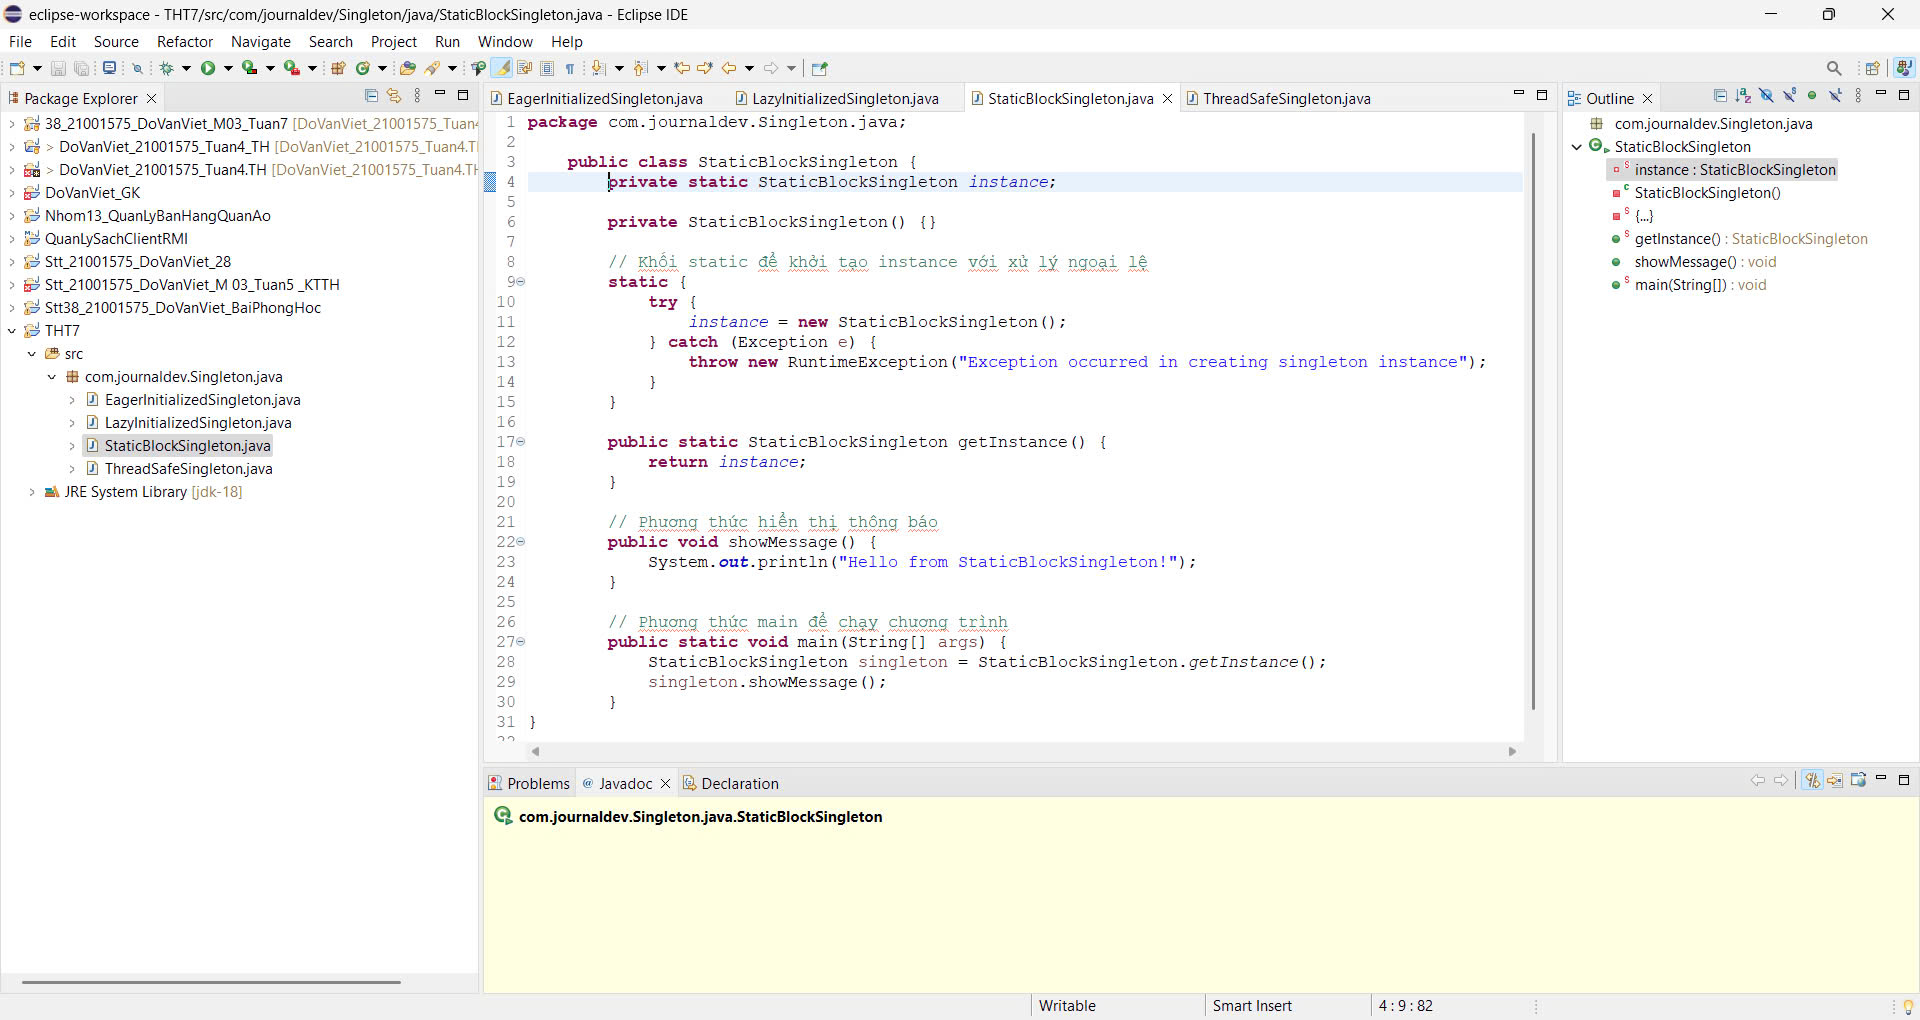 eclipse-workspace - THT7/src/com/journaldev/Singleton/java/StaticBlockSingleton.java - Eclipse IDE
File Edit Source Refactor Navigate Search Project Run Window Help
Package Explorer
38_21001575_DoVanViet_M03_Tuan7 [DoVanViet_21001575_Tuan4
> DoVanViet_21001575_Tuan4_TH [DoVanViet_21001575_Tuan4.T
> DoVanViet_21001575_Tuan4.TH [DoVanViet_21001575_Tuan4.TH
DoVanViet_GK
Nhom13_QuanLyBanHangQuanAo
QuanLySachClientRMI
Stt_21001575_DoVanViet_28
Stt_21001575_DoVanViet_M 03_Tuan5 _KTTH
Stt38_21001575_DoVanViet_BaiPhongHoc
THT7
src
com.journaldev.Singleton.java
EagerInitializedSingleton.java
LazyInitializedSingleton.java
StaticBlockSingleton.java
ThreadSafeSingleton.java
JRE System Library [jdk-18]
EagerInitializedSingleton.java LazyInitializedSingleton.java StaticBlockSingleton.java ThreadSafeSingleton.java
1 package com.journaldev.Singleton.java;
2
3 public class StaticBlockSingleton {
4 private static StaticBlockSingleton instance;
5
6 private StaticBlockSingleton() {}
7
8 // Khối static để khởi tạo instance với xử lý ngoại lệ
9 static {
10 try {
11 instance = new StaticBlockSingleton();
12 } catch (Exception e) {
13 throw new RuntimeException("Exception occurred in creating singleton instance");
14 }
15 }
16
17 public static StaticBlockSingleton getInstance() {
18 return instance;
19 }
20
21 // Phương thức hiển thị thông báo
22 public void showMessage() {
23 System.out.println("Hello from StaticBlockSingleton!");
24 }
25
26 // Phương thức main để chạy chương trình
27 public static void main(String[] args) {
28 StaticBlockSingleton singleton = StaticBlockSingleton.getInstance();
29 singleton.showMessage();
30 }
31 }
Outline
com.journaldev.Singleton.java
StaticBlockSingleton
instance : StaticBlockSingleton
StaticBlockSingleton()
{...}
getInstance() : StaticBlockSingleton
showMessage() : void
main(String[]) : void
Problems @ Javadoc Declaration
com.journaldev.Singleton.java.StaticBlockSingleton
Writable Smart Insert 4 : 9 : 82